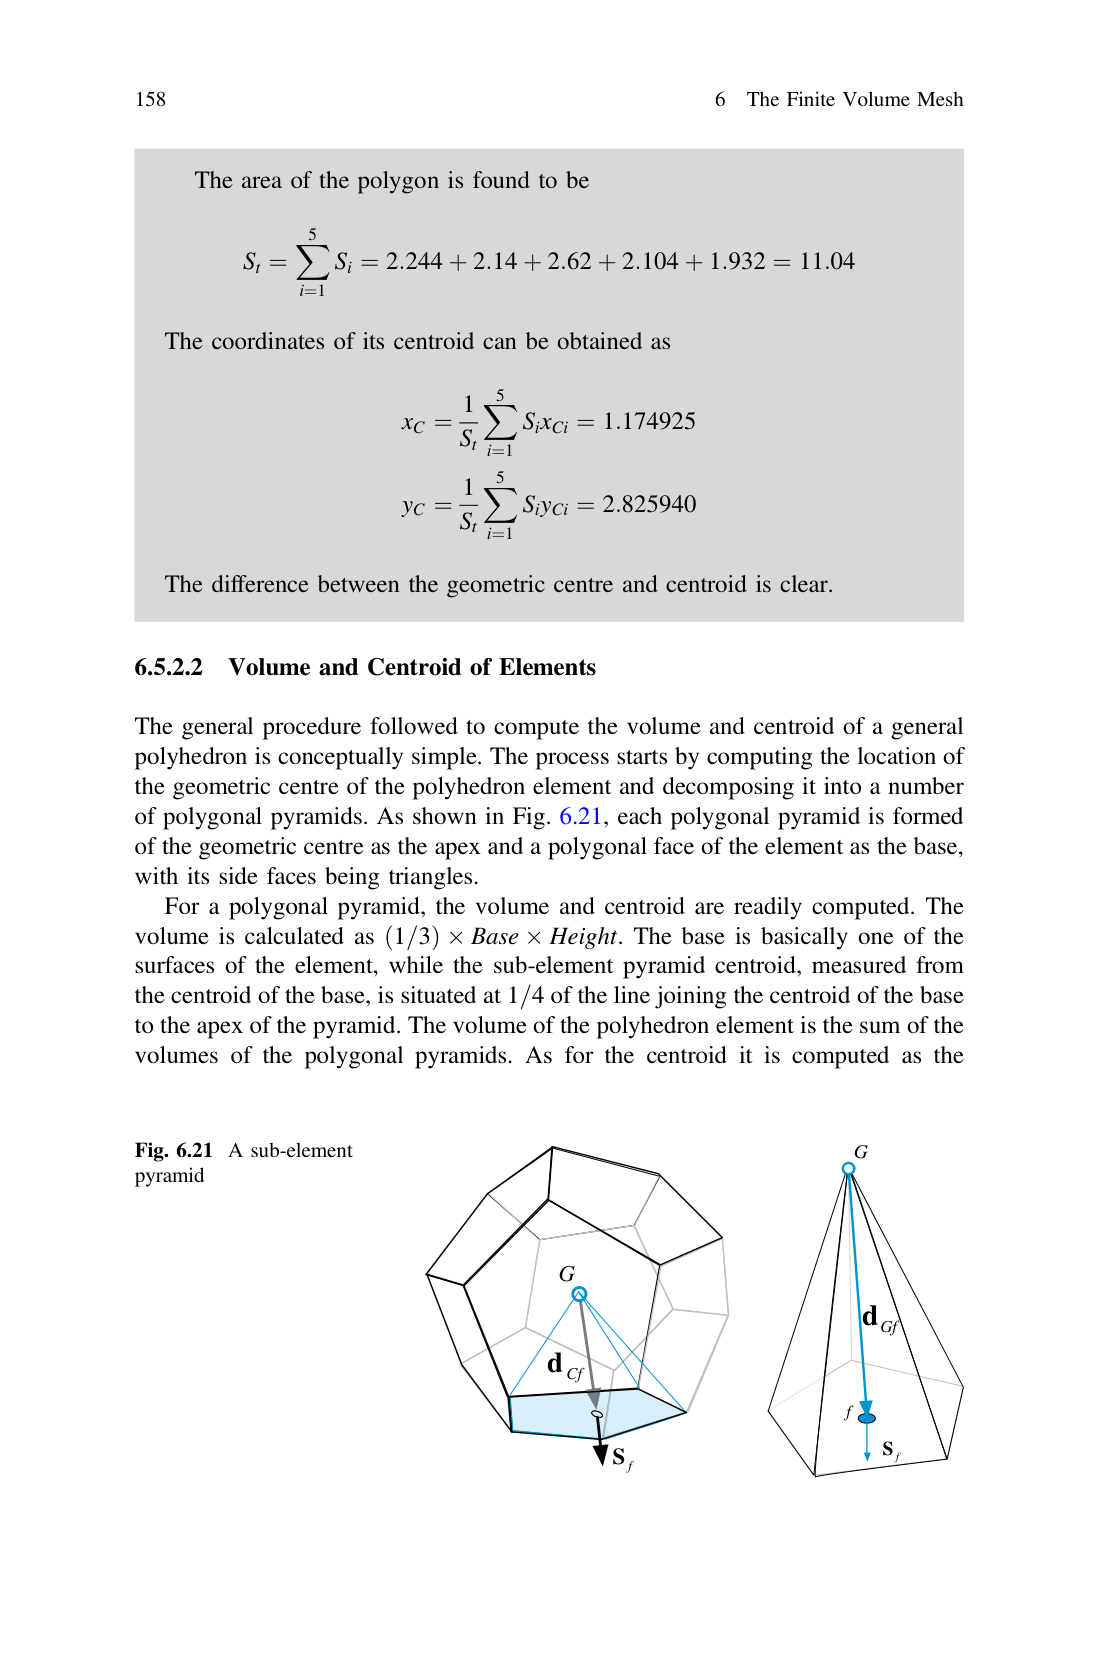 158 6 The Finite Volume Mesh
The area of the polygon is found to be
S_t = \sum_{i=1}^{5} S_i = 2.244 + 2.14 + 2.62 + 2.104 + 1.932 = 11.04
The coordinates of its centroid can be obtained as
x_C = \frac{1}{S_t} \sum_{i=1}^{5} S_i x_{Ci} = 1.174925
y_C = \frac{1}{S_t} \sum_{i=1}^{5} S_i y_{Ci} = 2.825940
The difference between the geometric centre and centroid is clear.
6.5.2.2 Volume and Centroid of Elements
The general procedure followed to compute the volume and centroid of a general
polyhedron is conceptually simple. The process starts by computing the location of
the geometric centre of the polyhedron element and decomposing it into a number
of polygonal pyramids. As shown in Fig. 6.21, each polygonal pyramid is formed
of the geometric centre as the apex and a polygonal face of the element as the base,
with its side faces being triangles.
For a polygonal pyramid, the volume and centroid are readily computed. The
volume is calculated as (1/3) × Base × Height. The base is basically one of the
surfaces of the element, while the sub-element pyramid centroid, measured from
the centroid of the base, is situated at 1/4 of the line joining the centroid of the base
to the apex of the pyramid. The volume of the polyhedron element is the sum of the
volumes of the polygonal pyramids. As for the centroid it is computed as the
Fig. 6.21 A sub-element
pyramid
G
d_{Cf}
S_f
G
d_{Gf}
f
S_f